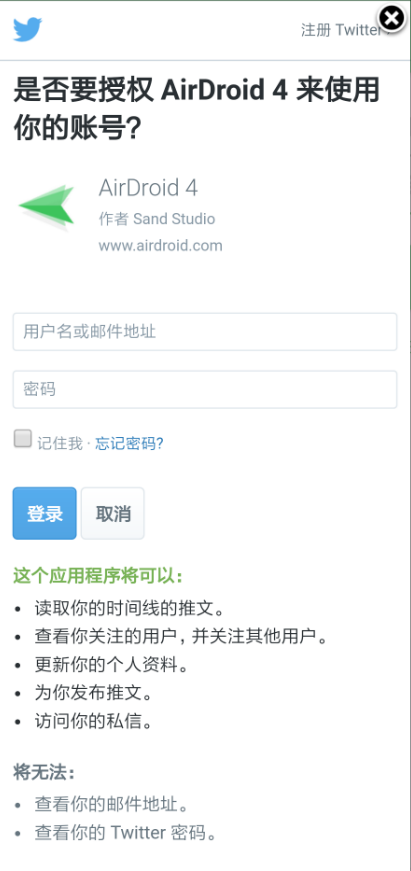 注册 Twitter
是否要授权 AirDroid 4 来使用
你的账号?
AirDroid 4
作者 Sand Studio
www.airdroid.com
用户名或邮件地址
密码
记住我 · 忘记密码?
登录 取消
这个应用程序将可以：
• 读取你的时间线的推文。
• 查看你关注的用户, 并关注其他用户。
• 更新你的个人资料。
• 为你发布推文。
• 访问你的私信。
将无法：
• 查看你的邮件地址。
• 查看你的 Twitter 密码。